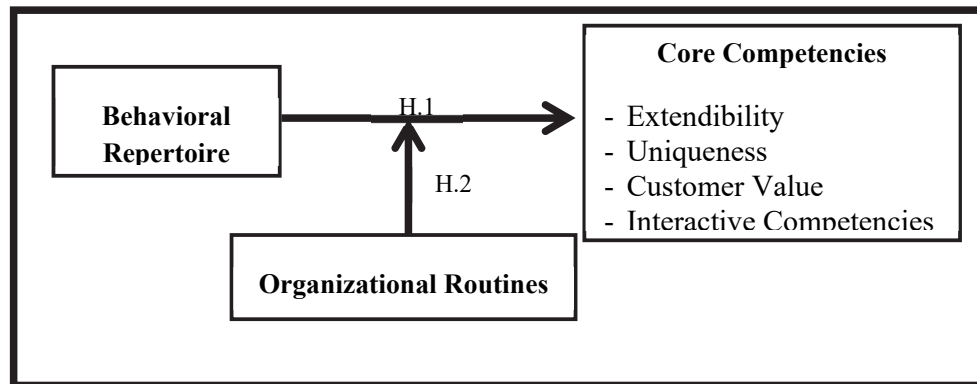 Behavioral
Repertoire
H.1
H.2
Organizational Routines
Core Competencies
- Extendibility
- Uniqueness
- Customer Value
- Interactive Competencies